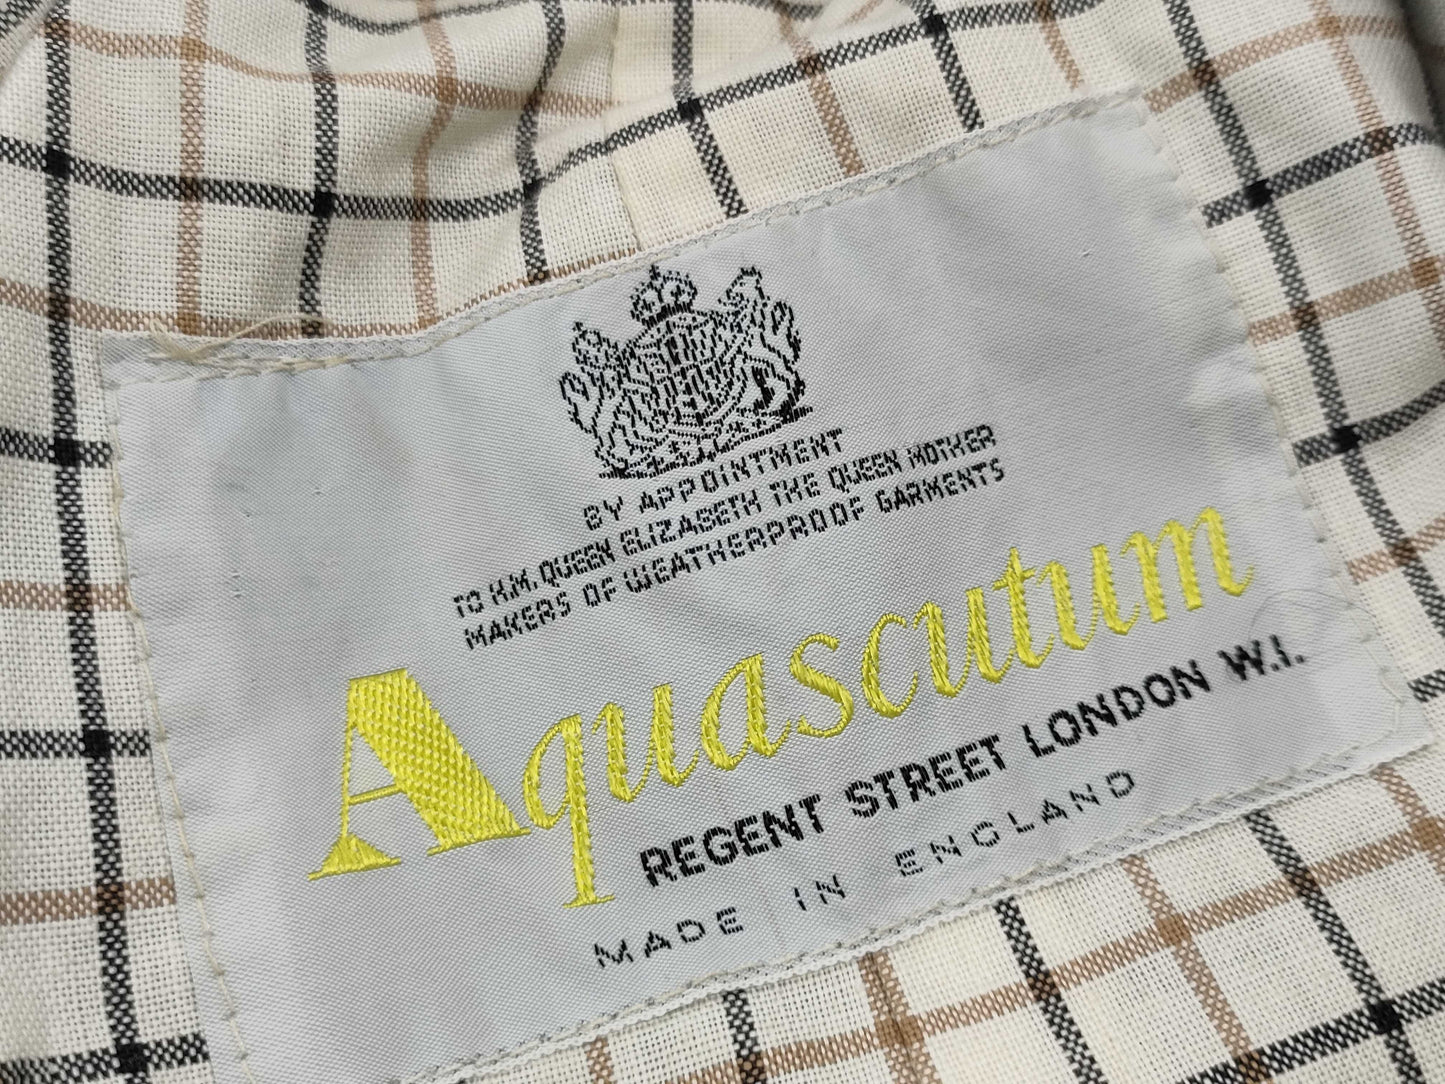 BY APPOINTMENT
TO H.M. QUEEN ELIZABETH THE QUEEN MOTHER
MAKERS OF WEATHERPROOF GARMENTS
Aquascutum
REGENT STREET LONDON W.I.
MADE IN ENGLAND